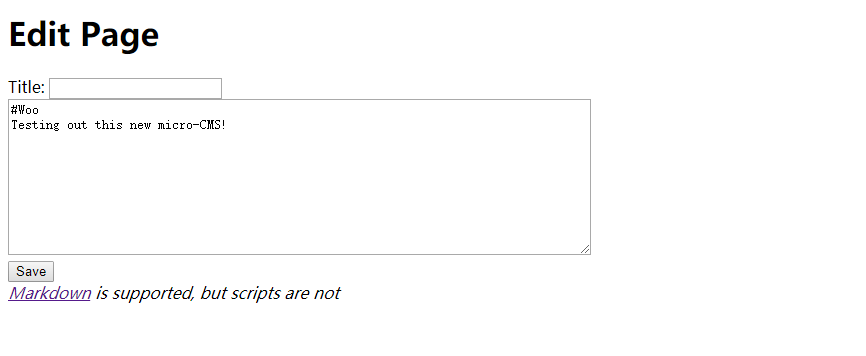 Edit Page
Title:
#Woo
Testing out this new micro-CMS!
Save
Markdown is supported, but scripts are not